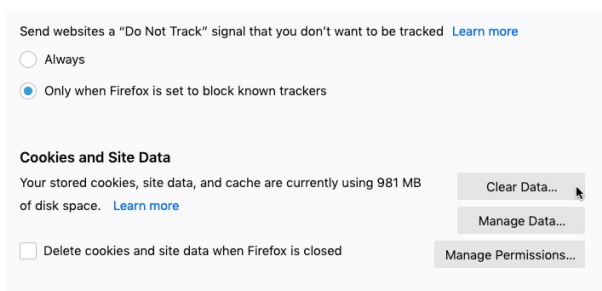 Send websites a “Do Not Track” signal that you don’t want to be tracked Learn more
Always
Only when Firefox is set to block known trackers
Cookies and Site Data
Your stored cookies, site data, and cache are currently using 981 MB
of disk space. Learn more
Clear Data...
Manage Data...
Delete cookies and site data when Firefox is closed
Manage Permissions...